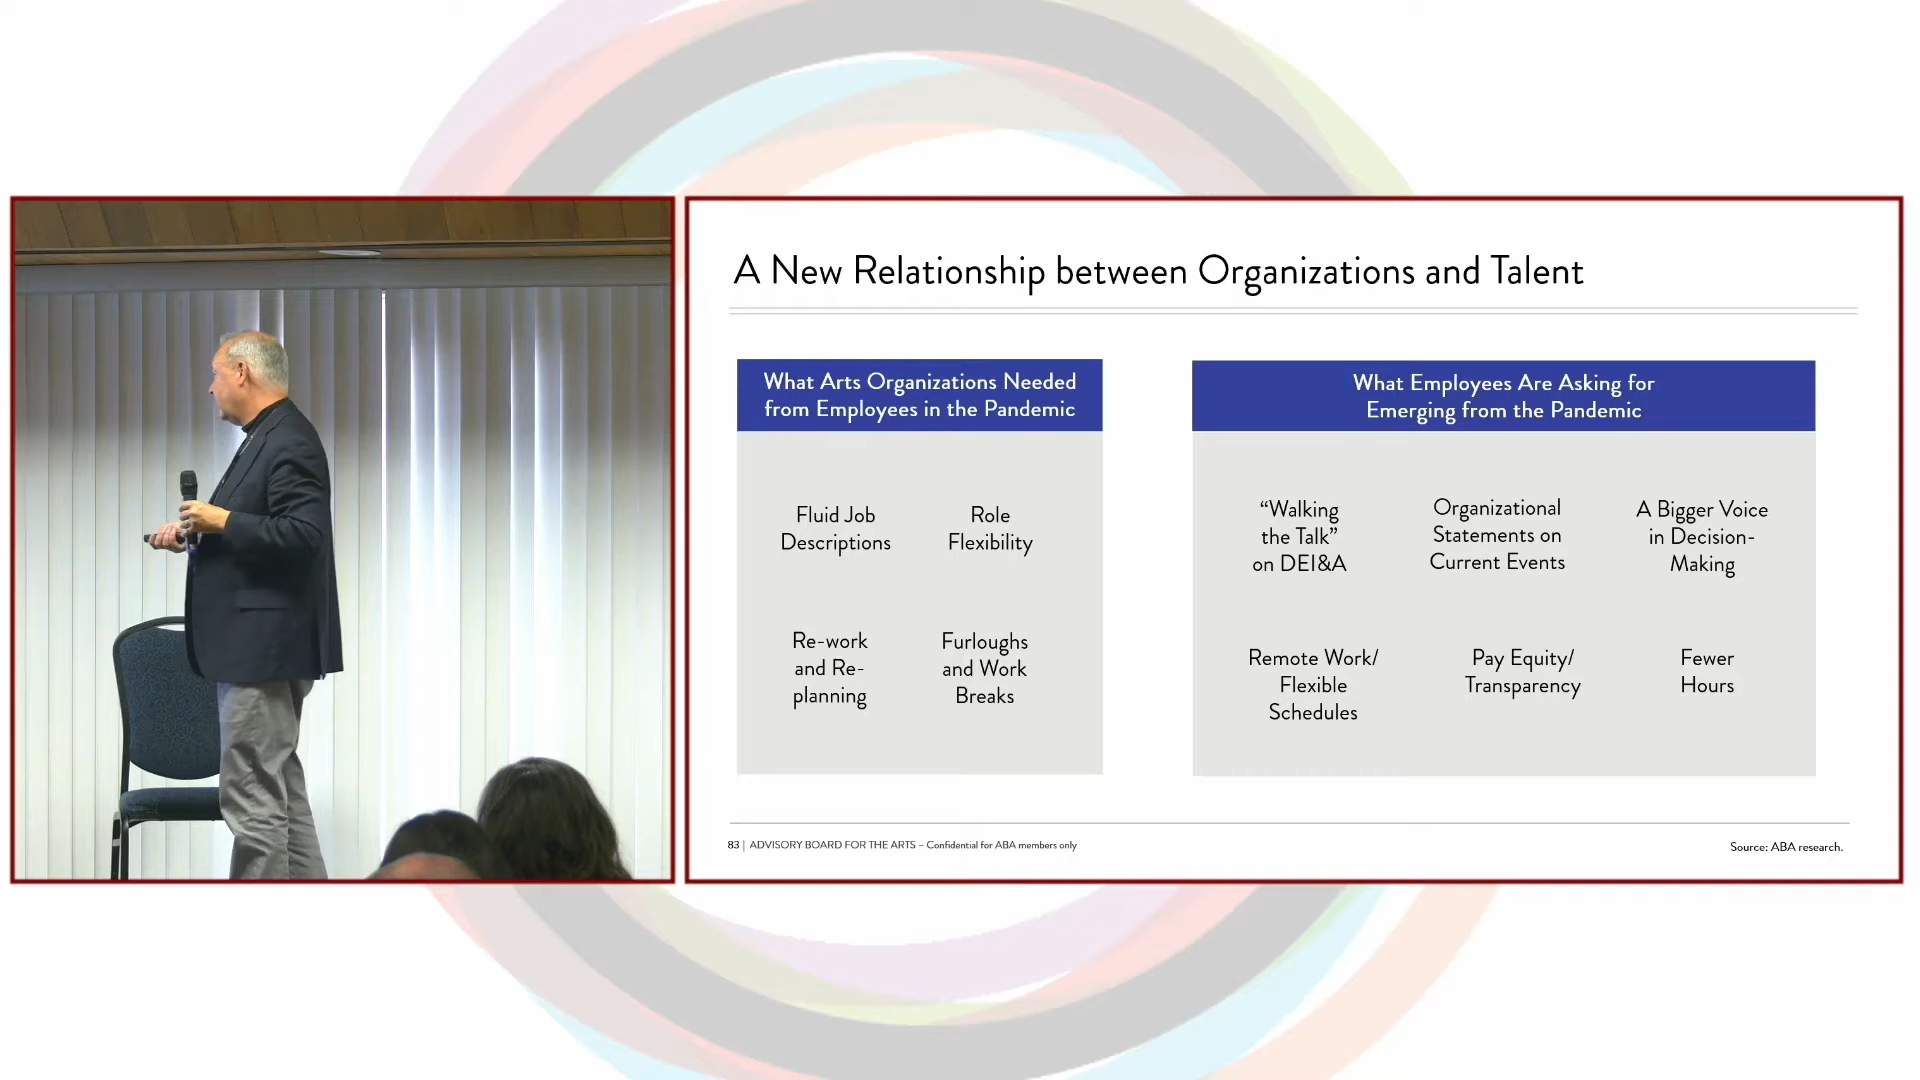 A New Relationship between Organizations and Talent
What Arts Organizations Needed
from Employees in the Pandemic
Fluid Job
Descriptions
Role
Flexibility
Re-work
and Re-
planning
Furloughs
and Work
Breaks
What Employees Are Asking for
Emerging from the Pandemic
“Walking
the Talk”
on DEI&A
Organizational
Statements on
Current Events
A Bigger Voice
in Decision-
Making
Remote Work/
Flexible
Schedules
Pay Equity/
Transparency
Fewer
Hours
83 | ADVISORY BOARD FOR THE ARTS – Confidential for ABA members only
Source: ABA research.